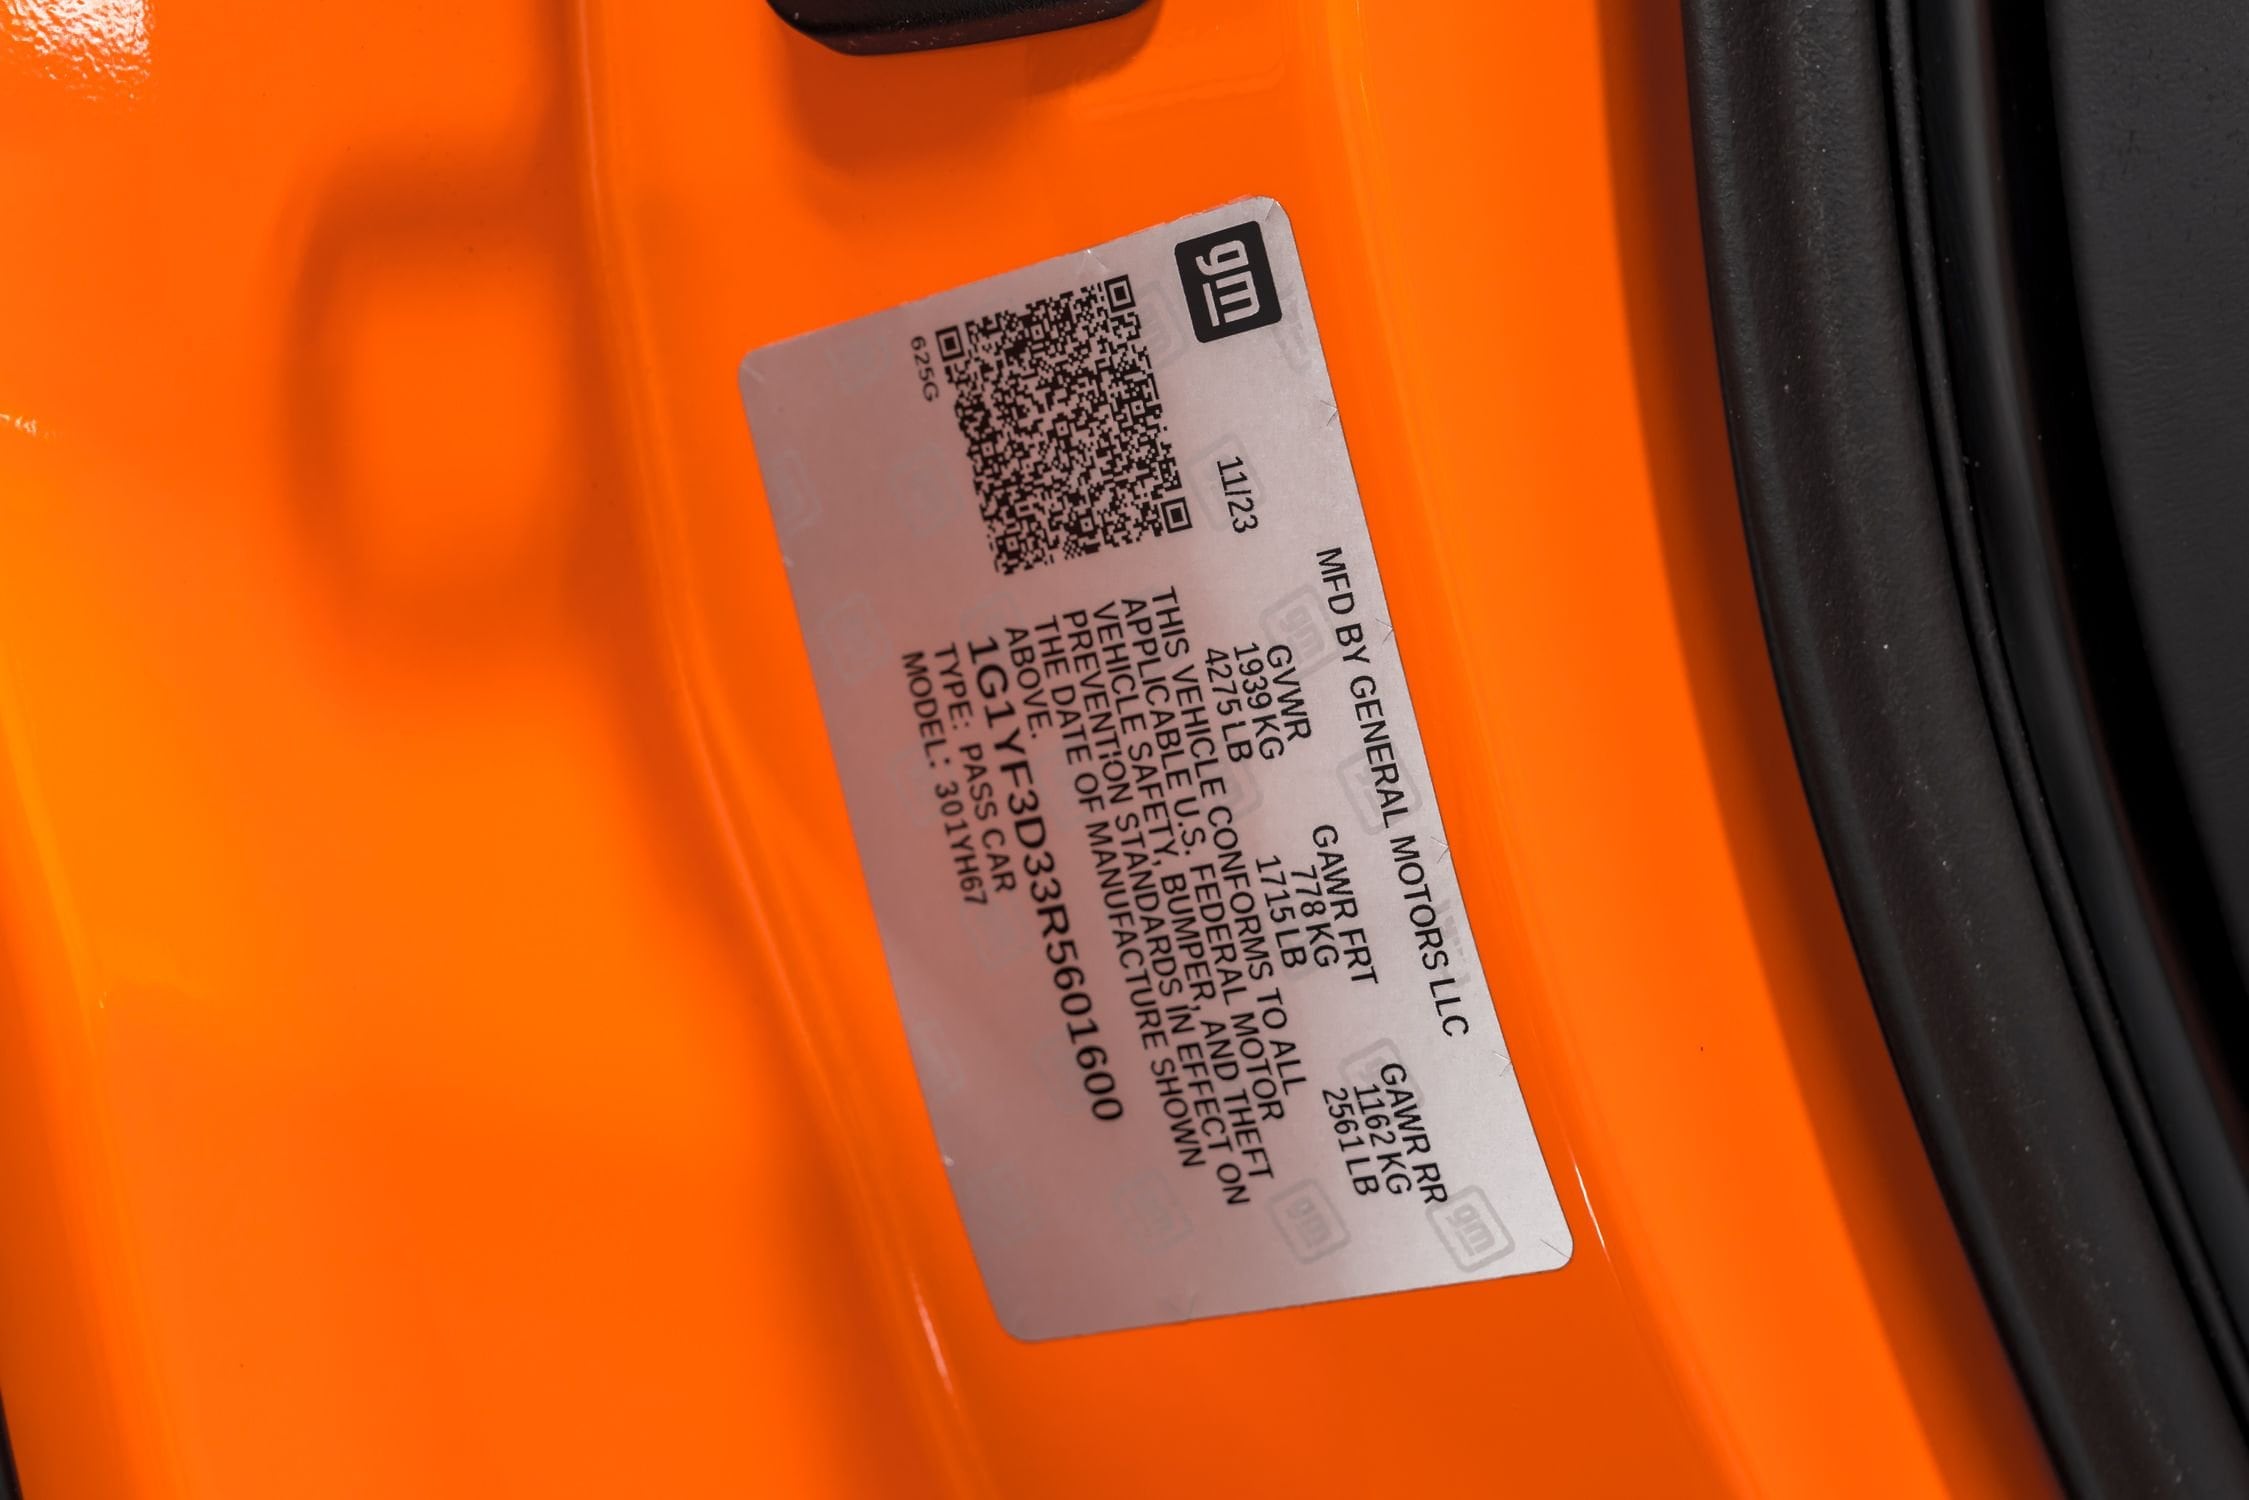 gm
11/23
MFD BY GENERAL MOTORS LLC
GVWR GAWR FRT GAWR RR
1939 KG 778 KG 1162 KG
4275 LB 1715 LB 2561 LB
THIS VEHICLE CONFORMS TO ALL
APPLICABLE U.S. FEDERAL MOTOR
VEHICLE SAFETY, BUMPER, AND THEFT
PREVENTION STANDARDS IN EFFECT ON
THE DATE OF MANUFACTURE SHOWN
ABOVE.
1G1YF3D33R5601600
TYPE: PASS CAR
MODEL: 301YH67
625G